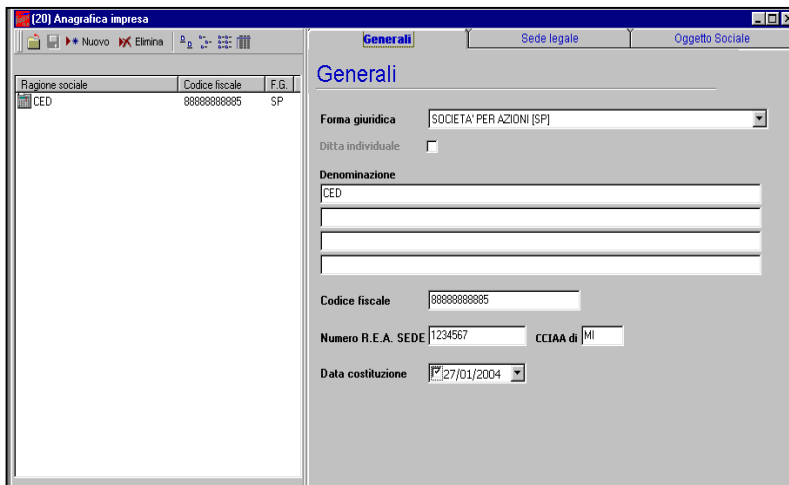 (20) Anagrafica impresa
Nuovo Elimina
Generali Sede legale Oggetto Sociale
Generali
Ragione sociale Codice fiscale F.G.
CED 88888888885 SP
Forma giuridica SOCIETA' PER AZIONI [SP]
Ditta individuale
Denominazione
CED
Codice fiscale 88888888885
Numero R.E.A. SEDE 1234567 CCIAA di MI
Data costituzione 27/01/2004